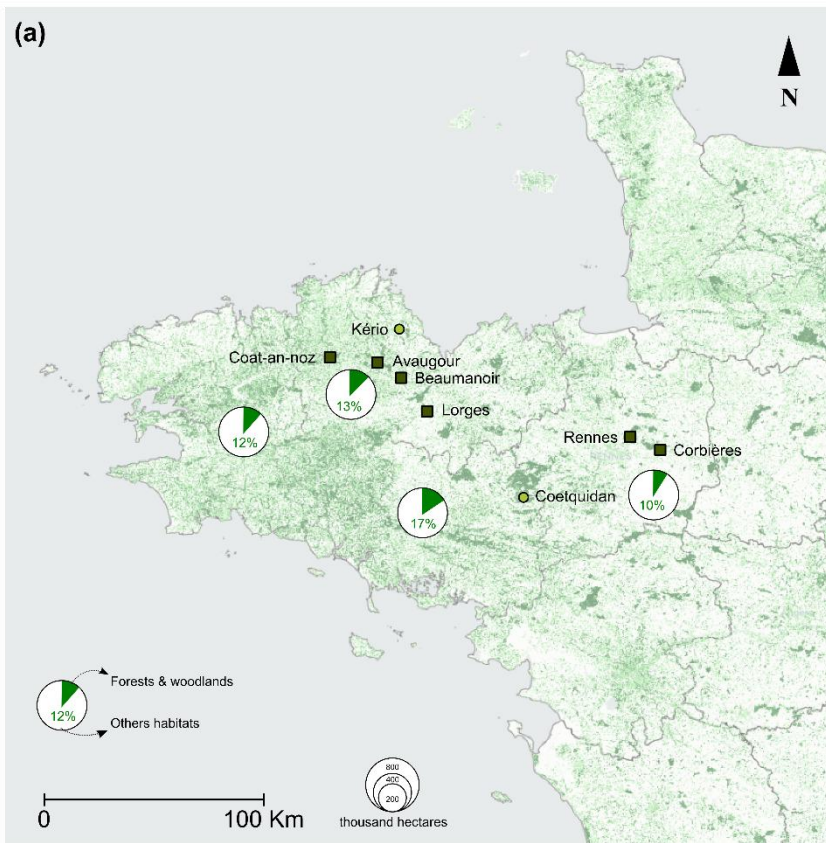 (a)
N
Kério
Coat-an-noz
Avaugour
Beaumanoir
13%
Lorges
12%
Rennes
Corbières
17%
Coetquidan
10%
Forests & woodlands
12%
Others habitats
800
400
200
0
100 Km
thousand hectares